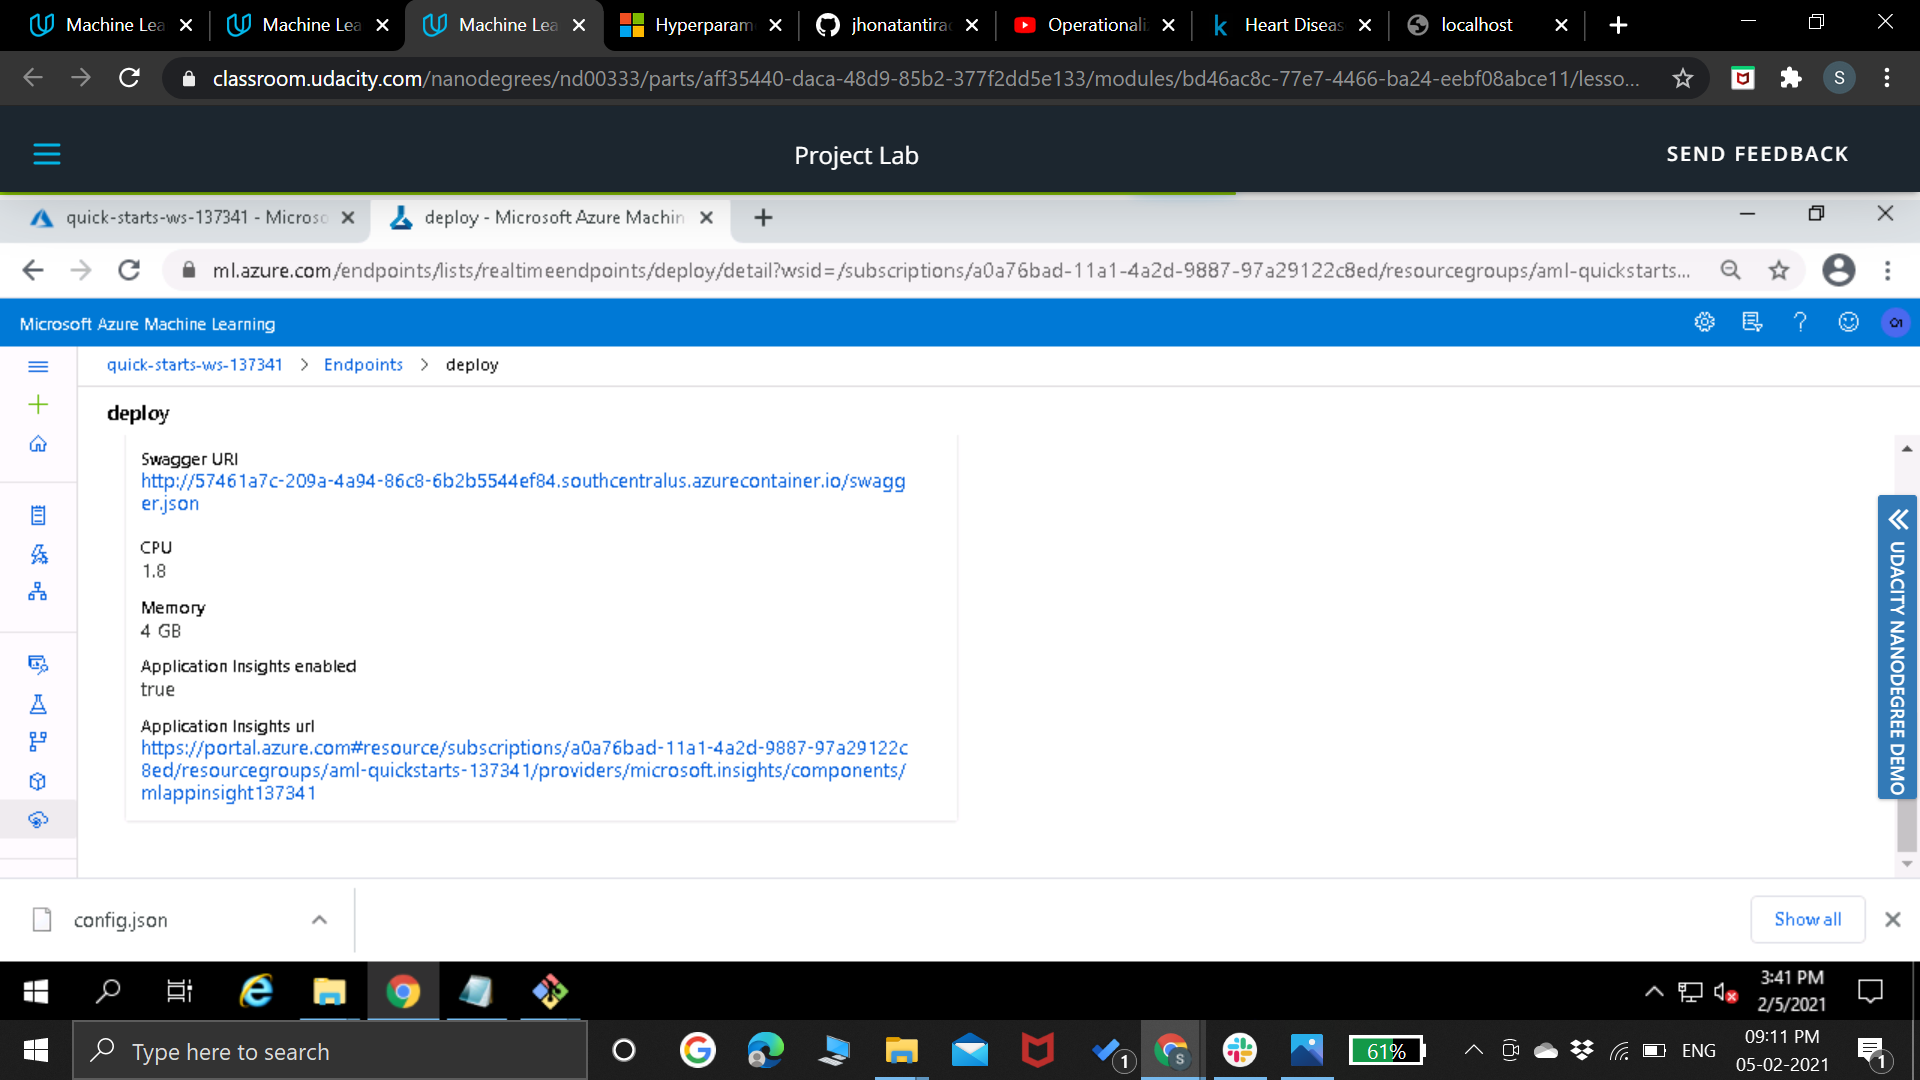 Machine Lea
Machine Lea
Machine Lea
Hyperparam
jhonatantirac
Operationali
Heart Diseas
localhost
classroom.udacity.com/nanodegrees/nd00333/parts/aff35440-daca-48d9-85b2-377f2dd5e133/modules/bd46ac8c-77e7-4466-ba24-eebf08abce11/lesso...
S
Project Lab
SEND FEEDBACK
quick-starts-ws-137341 - Microso
deploy - Microsoft Azure Machin
ml.azure.com/endpoints/lists/realtimeendpoints/deploy/detail?wsid=/subscriptions/a0a76bad-11a1-4a2d-9887-97a29122c8ed/resourcegroups/aml-quickstarts...
Microsoft Azure Machine Learning
quick-starts-ws-137341 > Endpoints > deploy
deploy
Swagger URI
http://57461a7c-209a-4a94-86c8-6b2b5544ef84.southcentralus.azurecontainer.io/swagg
er.json
CPU
1.8
Memory
4 GB
Application Insights enabled
true
Application Insights url
https://portal.azure.com#resource/subscriptions/a0a76bad-11a1-4a2d-9887-97a29122c
8ed/resourcegroups/aml-quickstarts-137341/providers/microsoft.insights/components/
mlappinsight137341
UDACITY NANODEGREE DEMO
config.json
Show all
3:41 PM
2/5/2021
Type here to search
1
S
61%
ENG
09:11 PM
05-02-2021
1